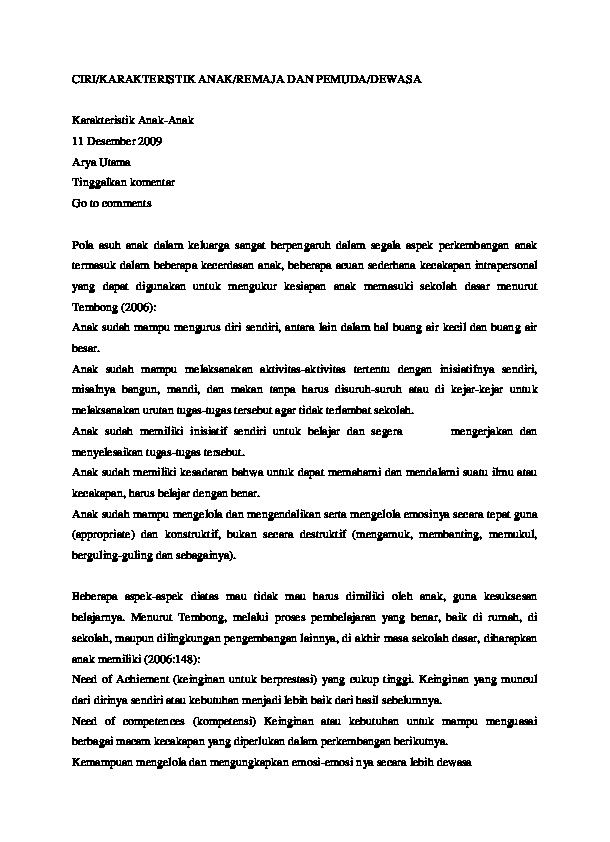 CIRI/KARAKTERISTIK ANAK/REMAJA DAN PEMUDA/DEWASA
Karakteristik Anak-Anak
11 Desember 2009
Arya Utama
Tinggalkan komentar
Go to comments
Pola asuh anak dalam keluarga sangat berpengaruh dalam segala aspek perkembangan anak
termasuk dalam beberapa kecerdasan anak, beberapa acuan sederhana kecakapan intrapersonal
yang dapat digunakan untuk mengukur kesiapan anak memasuki sekolah dasar menurut
Tembong (2006):
Anak sudah mampu mengurus diri sendiri, antara lain dalam hal buang air kecil dan buang air
besar.
Anak sudah mampu melaksanakan aktivitas-aktivitas tertentu dengan inisiatifnya sendiri,
misalnya bangun, mandi, dan makan tanpa harus disuruh-suruh atau di kejar-kejar untuk
melaksanakan urutan tugas-tugas tersebut agar tidak terlambat sekolah.
Anak sudah memiliki inisiatif sendiri untuk belajar dan segera mengerjakan dan
menyelesaikan tugas-tugas tersebut.
Anak sudah memiliki kesadaran bahwa untuk dapat memahami dan mendalami suatu ilmu atau
kecakapan, harus belajar dengan benar.
Anak sudah mampu mengelola dan mengendalikan serta mengelola emosinya secara tepat guna
(appropriate) dan konstruktif, bukan secara destruktif (mengamuk, membanting, memukul,
berguling-guling dan sebagainya).
Beberapa aspek-aspek diatas mau tidak mau harus dimiliki oleh anak, guna kesuksesan
belajarnya. Menurut Tembong, melalui proses pembelajaran yang benar, baik di rumah, di
sekolah, maupun dilingkungan pengembangan lainnya, di akhir masa sekolah dasar, diharapkan
anak memiliki (2006:148):
Need of Achiement (keinginan untuk berprestasi) yang cukup tinggi. Keinginan yang muncul
dari dirinya sendiri atau kebutuhan menjadi lebih baik dari hasil sebelumnya.
Need of competences (kompetensi) Keinginan atau kebutuhan untuk mampu menguasai
berbagai macam kecakapan yang diperlukan dalam perkembangan berikutnya.
Kemampuan mengelola dan mengungkapkan emosi-emosi nya secara lebih dewasa